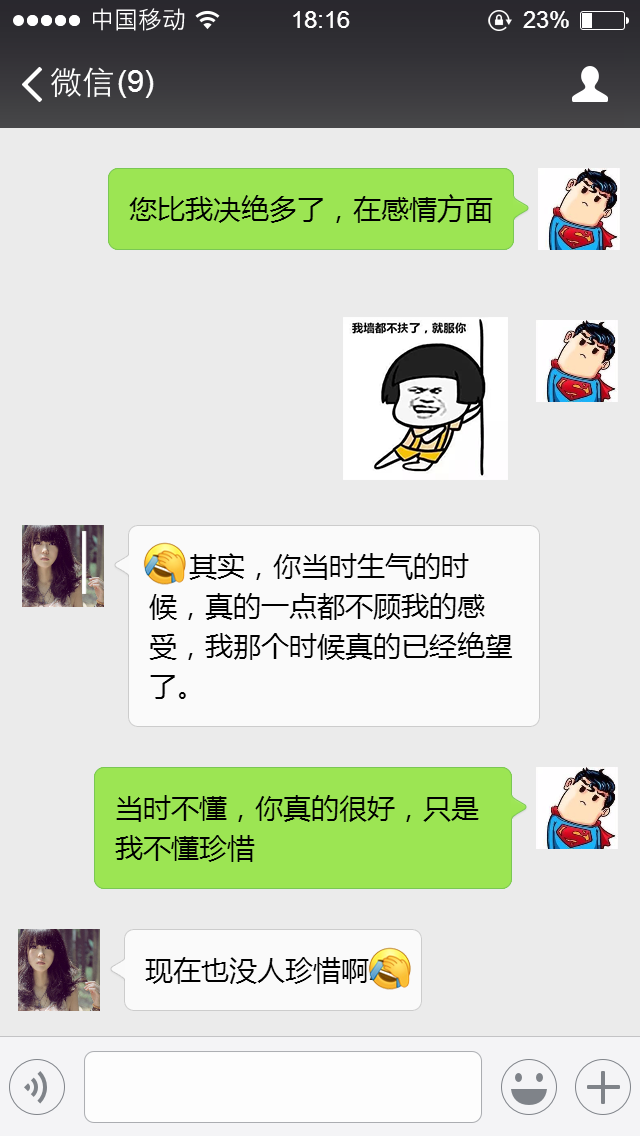 中国移动 18:16 23%
微信(9)
您比我决绝多了，在感情方面
我墙都不扶了，就服你
🤦其实，你当时生气的时
候，真的一点都不顾我的感
受，我那个时候真的已经绝望
了。
当时不懂，你真的很好，只是
我不懂珍惜
现在也没人珍惜啊🤦